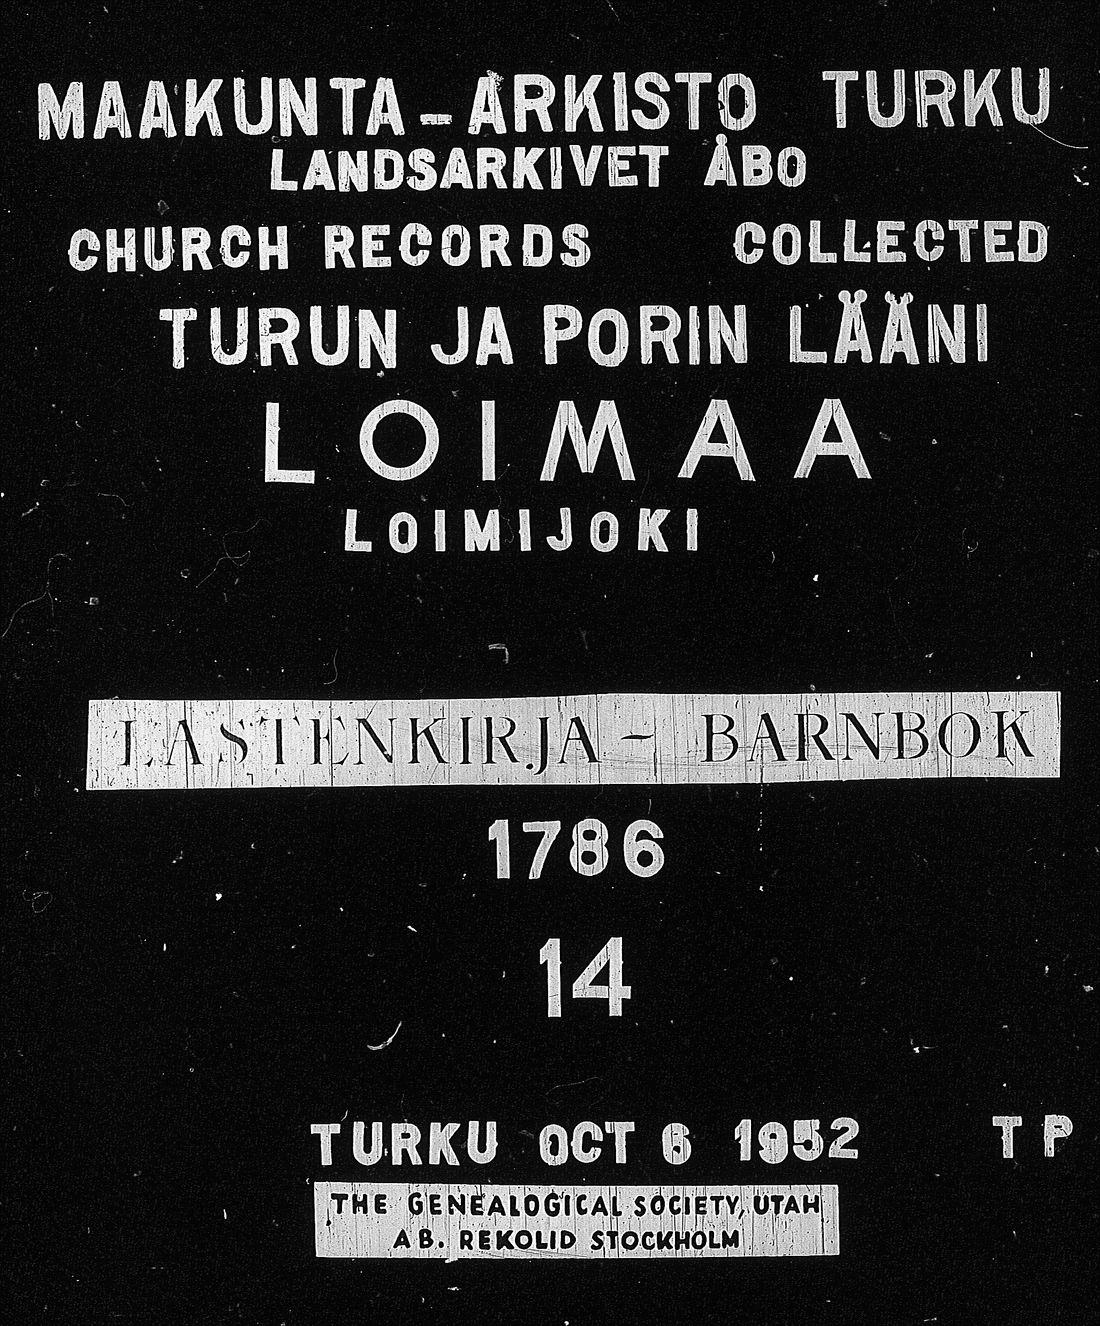 MAAKUNTA-ARKISTO TURKU
LANDSARKIVET ÅBO
CHURCH RECORDS COLLECTED
TURUN JA PORIN LÄÄNI
LOIMAA
LOIMIJOKI
LASTENKIRJA - BARNBOK
1786
14
TURKU OCT 6 1952 TP
THE GENEALOGICAL SOCIETY, UTAH
AB. REKOLID STOCKHOLM